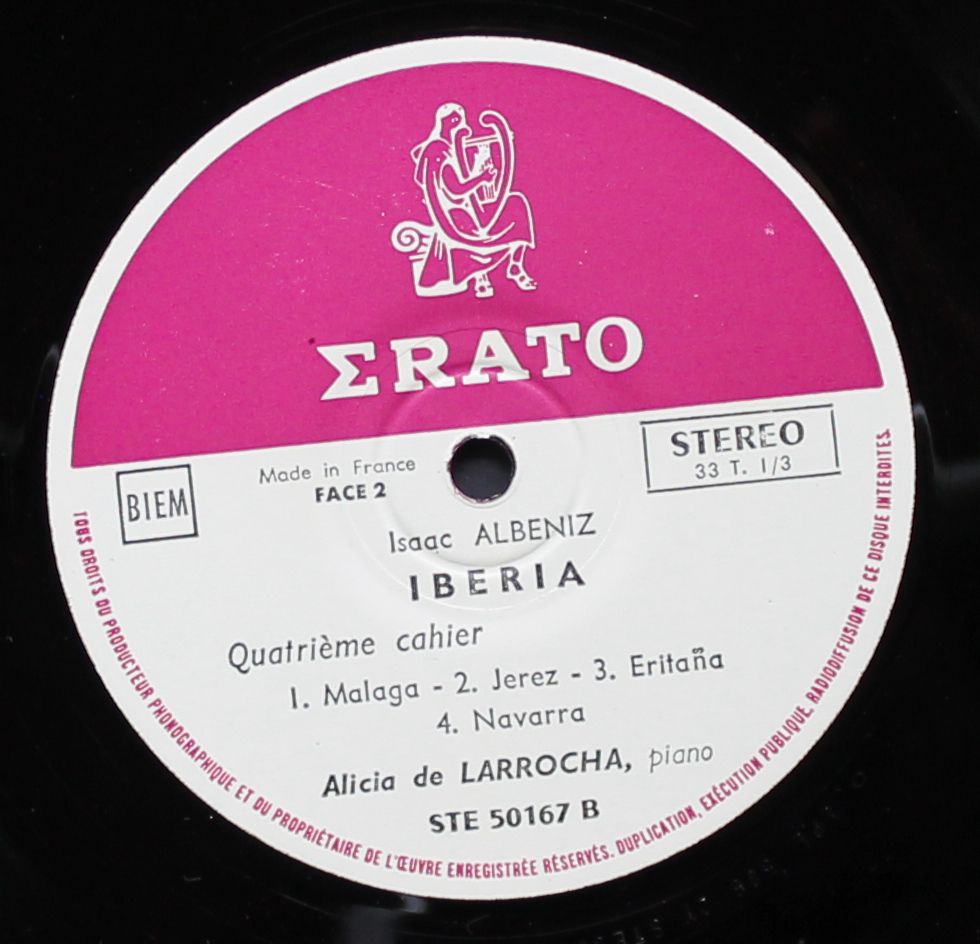 ΣRATO
BIEM
Made in France
FACE 2
STEREO
33 T. 1/3
Isaac ALBENIZ
IBERIA
Quatrième cahier
1. Malaga - 2. Jerez - 3. Eritaña
4. Navarra
Alicia de LARROCHA, piano
STE 50167 B
TOUS DROITS DU PRODUCTEUR PHONOGRAPHIQUE ET DU PROPRIÉTAIRE DE L'ŒUVRE ENREGISTRÉE RÉSERVÉS. DUPLICATION, EXÉCUTION PUBLIQUE, RADIODIFFUSION DE CE DISQUE INTERDITES.